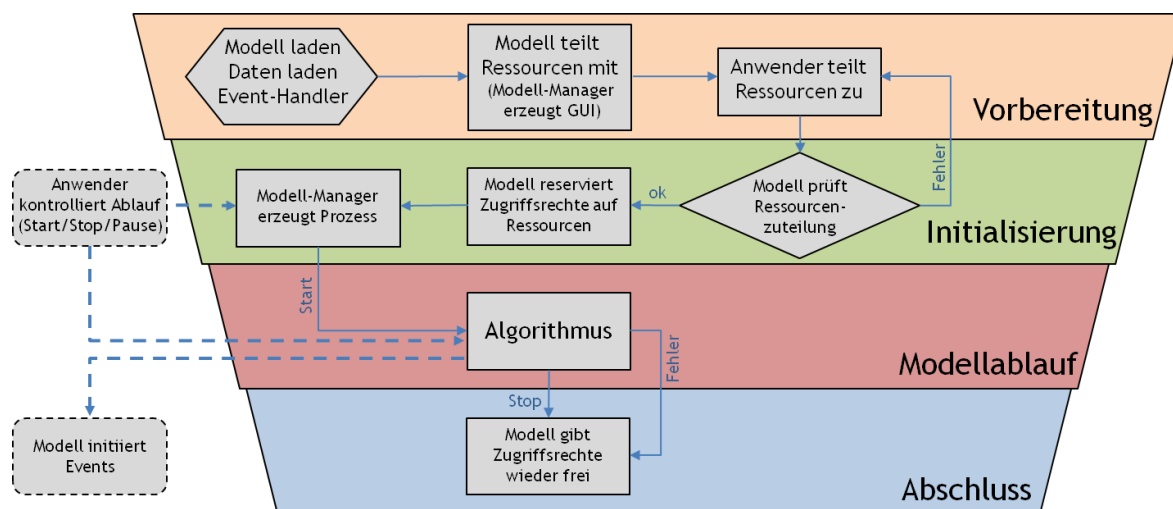 Modell laden
Daten laden
Event-Handler
Modell teilt
Ressourcen mit
(Modell-Manager
erzeugt GUI)
Anwender teilt
Ressourcen zu
Vorbereitung
Fehler
Anwender
kontrolliert Ablauf
(Start/Stop/Pause)
Modell-Manager
erzeugt Prozess
Modell reserviert
Zugriffsrechte auf
Ressourcen
ok
Modell prüft
Ressourcen-
zuteilung
Initialisierung
Start
Algorithmus
Fehler
Modellablauf
Stop
Modell initiiert
Events
Modell gibt
Zugriffsrechte
wieder frei
Abschluss